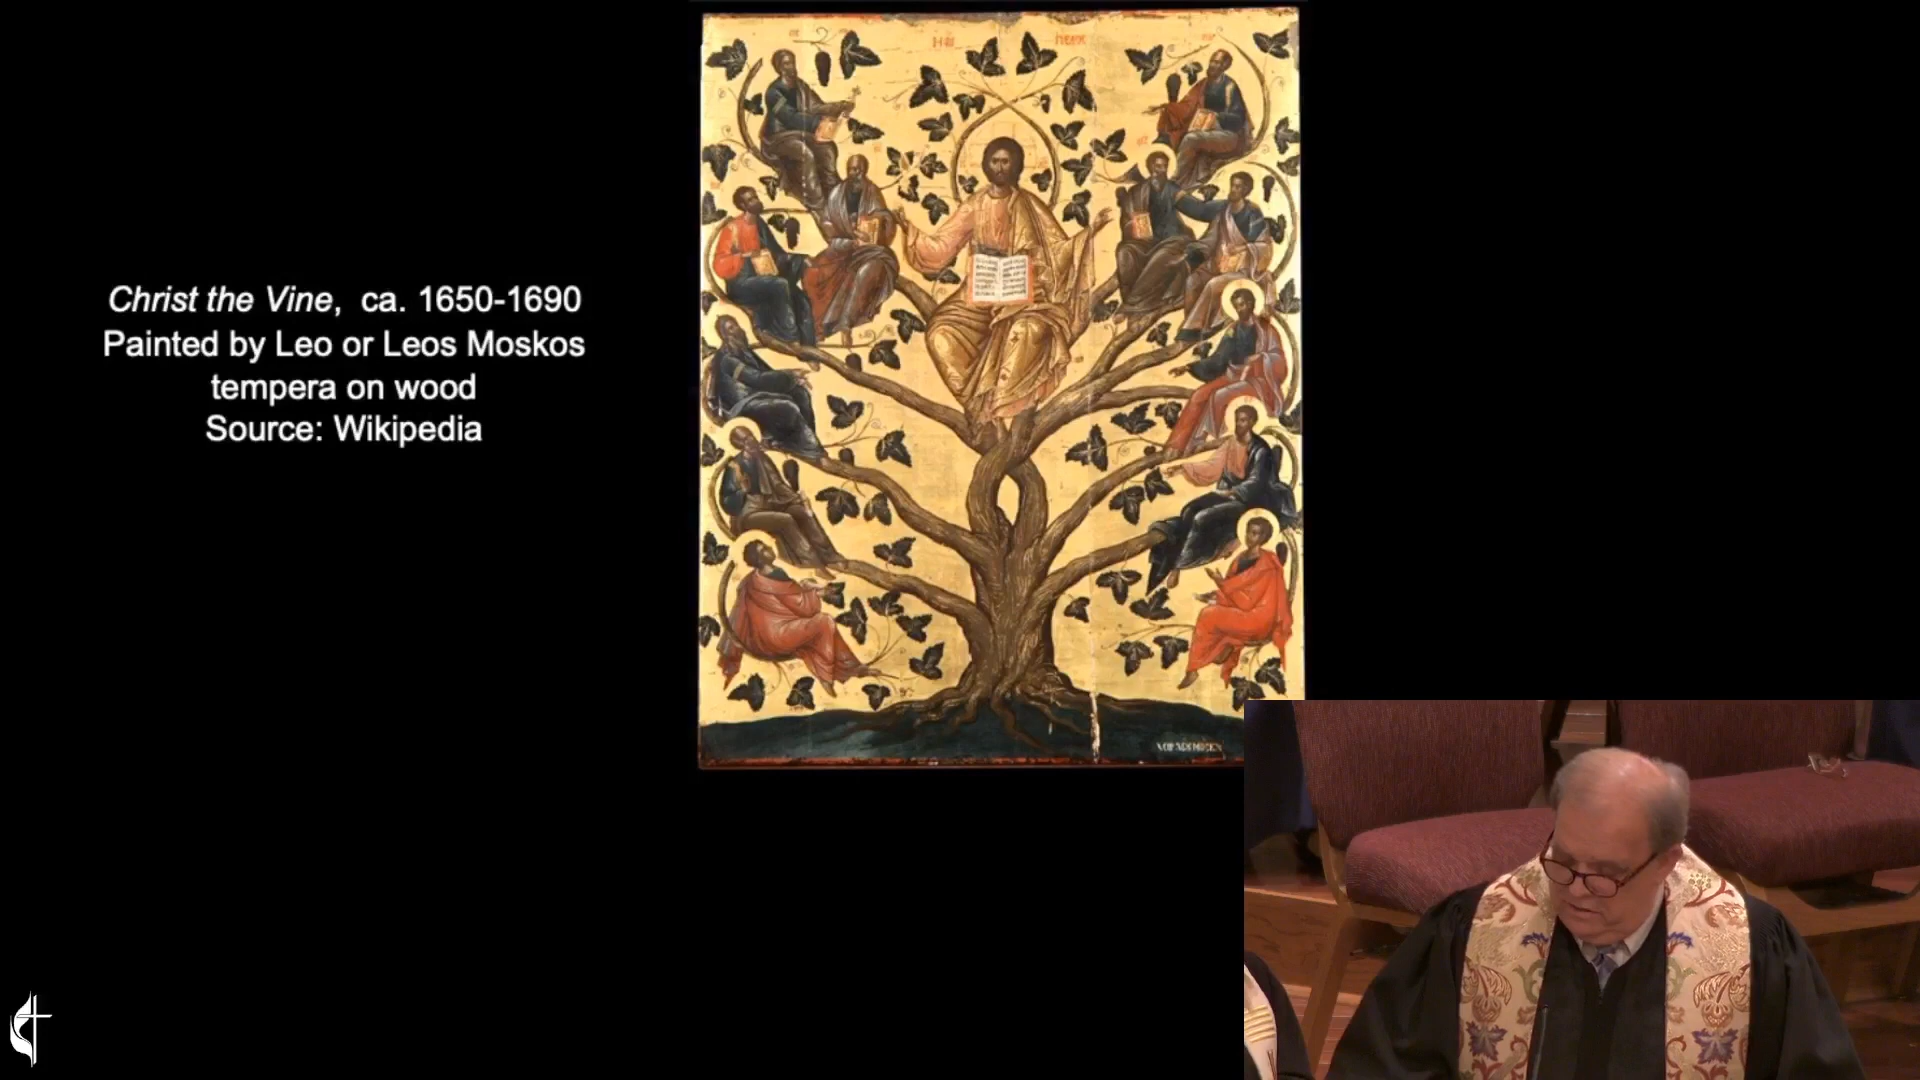 Christ the Vine, ca. 1650-1690
Painted by Leo or Leos Moskos
tempera on wood
Source: Wikipedia